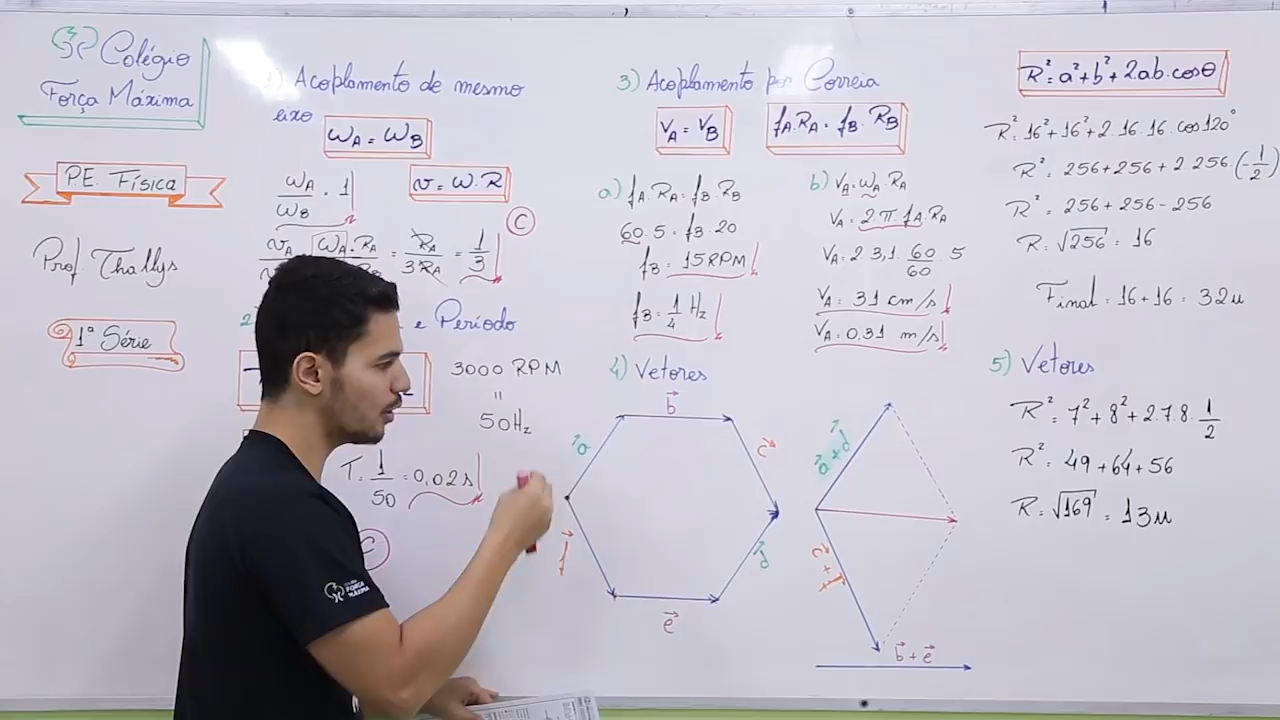 Colégio
Força Máxima
P.E. Física
Prof. Thallys
1ª Série
1) Acoplamento de mesmo
eixo
ωA = ωB
ωA
ωB
= 1
v = ω.R
vA
ωA.RA
RA
3RA
= 1
3
C
2
e Período
3000 RPM
"
50Hz
T = 1
50
= 0,02s
C
3) Acoplamento por Correia
VA = VB
fA.RA = fB.RB
a) fA.RA = fB.RB
60.5 = fB.20
fB = 15RPM
fB = 1
4
Hz
b) VA = ωA.RA
VA = 2π.fA.RA
VA = 2.3,1.60
60
.5
VA = 31 cm/s
VA = 0,31 m/s
4) Vetores
b
a
c
f
d
e
a + d
c + f
b + e
R² = a²+b²+2ab.cosθ
R² = 16²+16²+2.16.16.cos120°
R² = 256+256+2.256.(-1
2)
R² = 256+256-256
R = √256 = 16
Final = 16+16 = 32u
5) Vetores
R² = 7²+8²+2.7.8.1
2
R² = 49+64+56
R = √169 = 13u
FORÇA
MÁXIMA